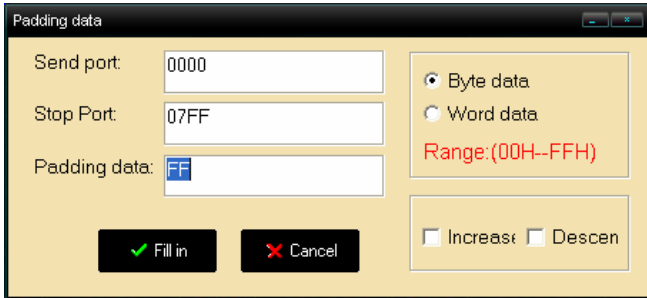 Padding data
Send port: 0000
Stop Port: 07FF
Padding data: FF
Byte data
Word data
Range:(00H--FFH)
Fill in
Cancel
Increase
Descen